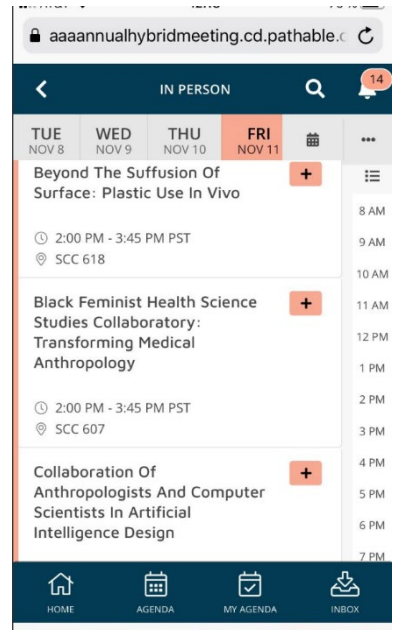 aaaannualhybridmeeting.cd.pathable.c
IN PERSON
14
TUE
NOV 8
WED
NOV 9
THU
NOV 10
FRI
NOV 11
Beyond The Suffusion Of
Surface: Plastic Use In Vivo
2:00 PM - 3:45 PM PST
SCC 618
Black Feminist Health Science
Studies Collaboratory:
Transforming Medical
Anthropology
2:00 PM - 3:45 PM PST
SCC 607
Collaboration Of
Anthropologists And Computer
Scientists In Artificial
Intelligence Design
8 AM
9 AM
10 AM
11 AM
12 PM
1 PM
2 PM
3 PM
4 PM
5 PM
6 PM
7 PM
HOME
AGENDA
MY AGENDA
INBOX